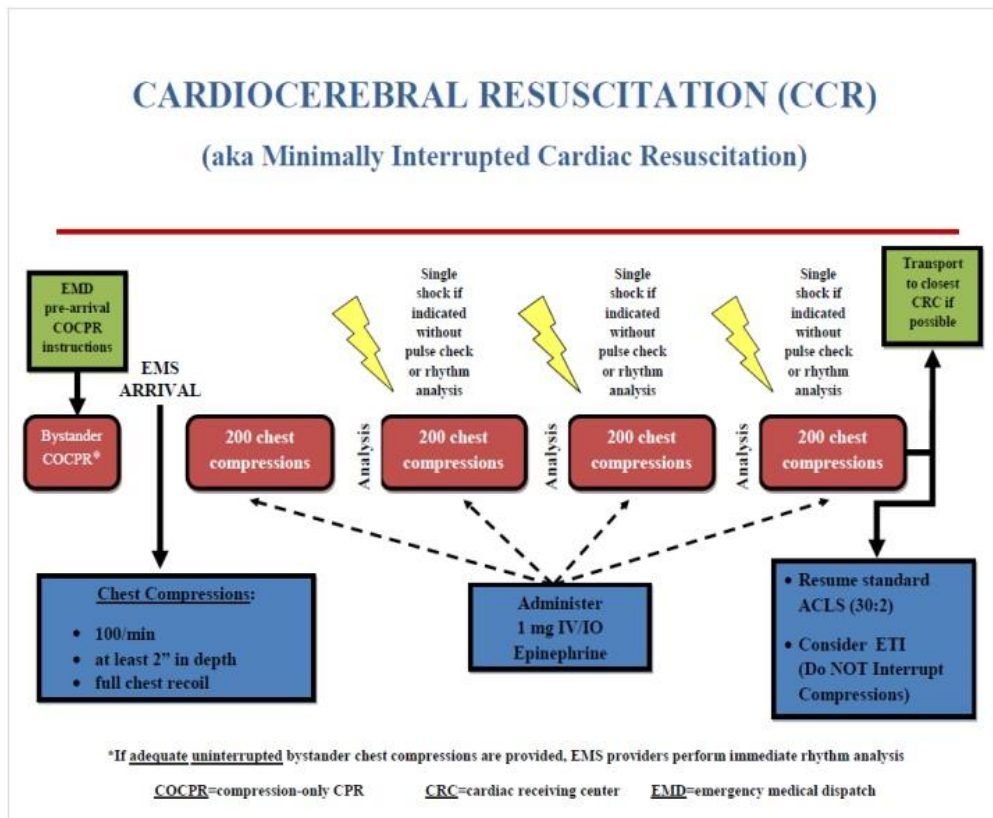 CARDIOCEREBRAL RESUSCITATION (CCR)
(aka Minimally Interrupted Cardiac Resuscitation)
EMD
pre-arrival
COCPR
instructions
EMS
ARRIVAL
Bystander
COCPR*
200 chest
compressions
Analysis
Single
shock if
indicated
without
pulse check
or rhythm
analysis
200 chest
compressions
Analysis
Single
shock if
indicated
without
pulse check
or rhythm
analysis
200 chest
compressions
Analysis
Single
shock if
indicated
without
pulse check
or rhythm
analysis
200 chest
compressions
Transport
to closest
CRC if
possible
Chest Compressions:
• 100/min
• at least 2” in depth
• full chest recoil
Administer
1 mg IV/IO
Epinephrine
• Resume standard
ACLS (30:2)
• Consider ETI
(Do NOT Interrupt
Compressions)
*If adequate uninterrupted bystander chest compressions are provided, EMS providers perform immediate rhythm analysis
COCPR=compression-only CPR CRC=cardiac receiving center EMD=emergency medical dispatch